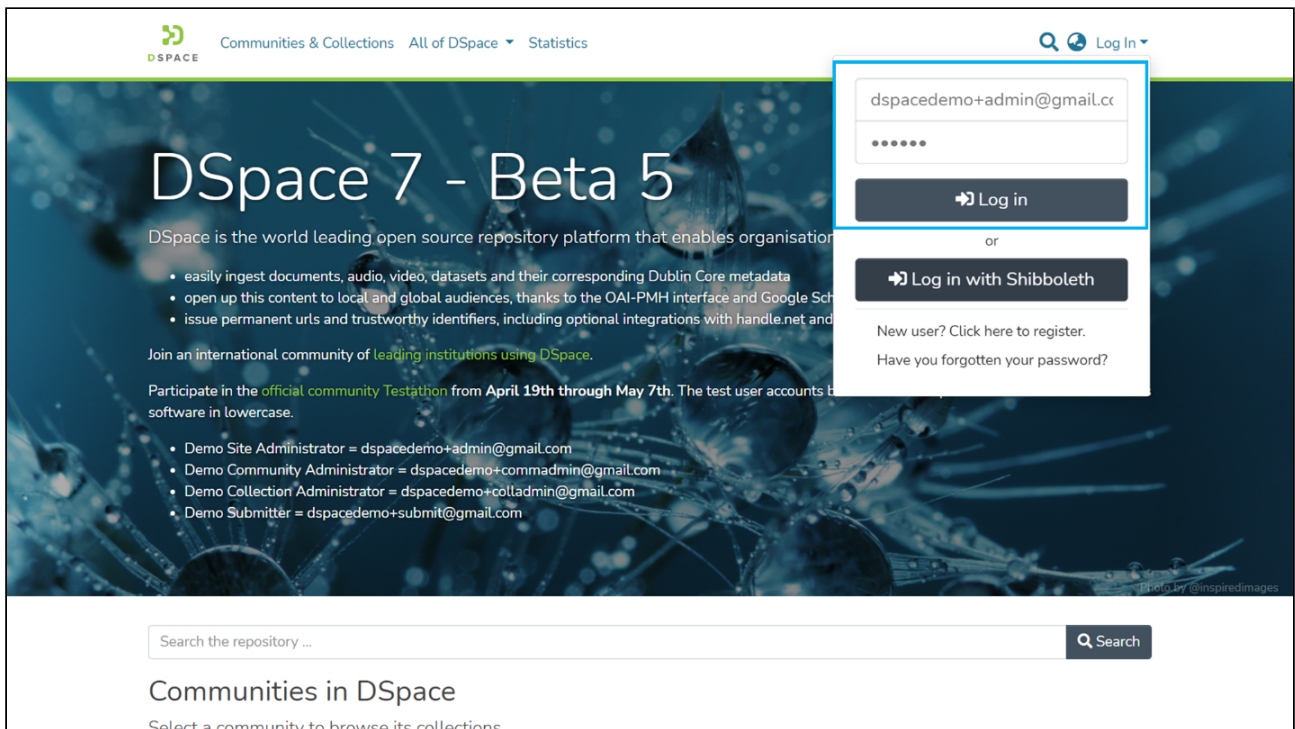 DSPACE
Communities & Collections All of DSpace Statistics
Log In
dspacedemo+admin@gmail.cc
••••••
Log in
or
Log in with Shibboleth
New user? Click here to register.
Have you forgotten your password?
DSpace 7 - Beta 5
DSpace is the world leading open source repository platform that enables organisation
• easily ingest documents, audio, video, datasets and their corresponding Dublin Core metadata
• open up this content to local and global audiences, thanks to the OAI-PMH interface and Google Sch
• issue permanent urls and trustworthy identifiers, including optional integrations with handle.net and
Join an international community of leading institutions using DSpace.
Participate in the official community Testathon from April 19th through May 7th. The test user accounts b
software in lowercase.
• Demo Site Administrator = dspacedemo+admin@gmail.com
• Demo Community Administrator = dspacedemo+commadmin@gmail.com
• Demo Collection Administrator = dspacedemo+colladmin@gmail.com
• Demo Submitter = dspacedemo+submit@gmail.com
Photo by @inspiredimages
Search the repository ...
Search
Communities in DSpace
Select a community to browse its collections.